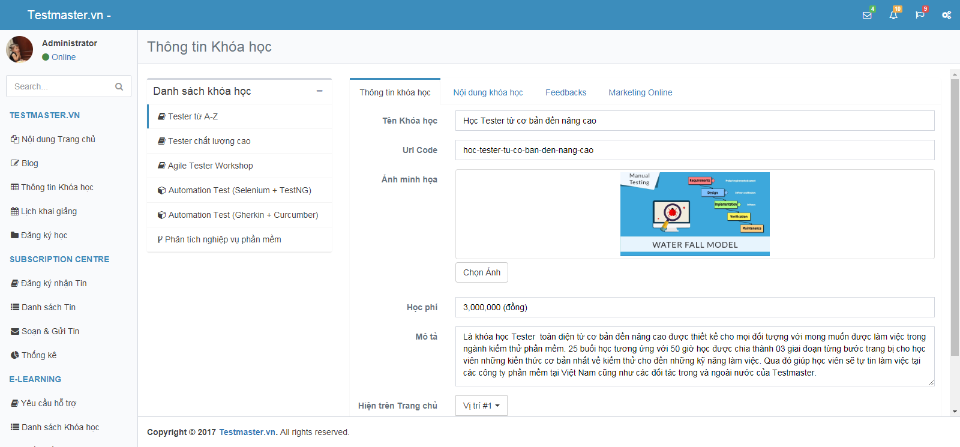 Testmaster.vn -
4
10
9
Administrator
Online
Search...
TESTMASTER.VN
Nội dung Trang chủ
Blog
Thông tin Khóa học
Lịch khai giảng
Đăng ký học
SUBSCRIPTION CENTRE
Đăng ký nhận Tin
Danh sách Tin
Soạn & Gửi Tin
Thống kê
E-LEARNING
Yêu cầu hỗ trợ
Danh sách Khóa học
Thông tin Khóa học
Danh sách khóa học
Tester từ A-Z
Tester chất lượng cao
Agile Tester Workshop
Automation Test (Selenium + TestNG)
Automation Test (Gherkin + Curcumber)
Phân tích nghiệp vụ phần mềm
Thông tin khóa học
Nội dung khóa học
Feedbacks
Marketing Online
Tên Khóa học
Học Tester từ cơ bản đến nâng cao
Url Code
hoc-tester-tu-co-ban-den-nang-cao
Ảnh minh họa
Manual
Testing
Requirements
Design
Implementation
Verification
Maintenance
WATER FALL MODEL
Chọn Ảnh
Học phí
3,000,000 (đồng)
Mô tả
Là khóa học Tester toàn diện từ cơ bản đến nâng cao được thiết kế cho mọi đối tượng với mong muốn được làm việc trong
ngành kiểm thử phần mềm. 25 buổi học tương ứng với 50 giờ học được chia thành 03 giai đoạn từng bước trang bị cho học
viên những kiến thức cơ bản nhất về kiểm thử cho đến những kỹ năng làm việc. Qua đó giúp học viên sẽ tự tin làm việc tại
các công ty phần mềm tại Việt Nam cũng như các đối tác trong và ngoài nước của Testmaster.
Hiện trên Trang chủ
Vị trí #1
Copyright © 2017 Testmaster.vn. All rights reserved.